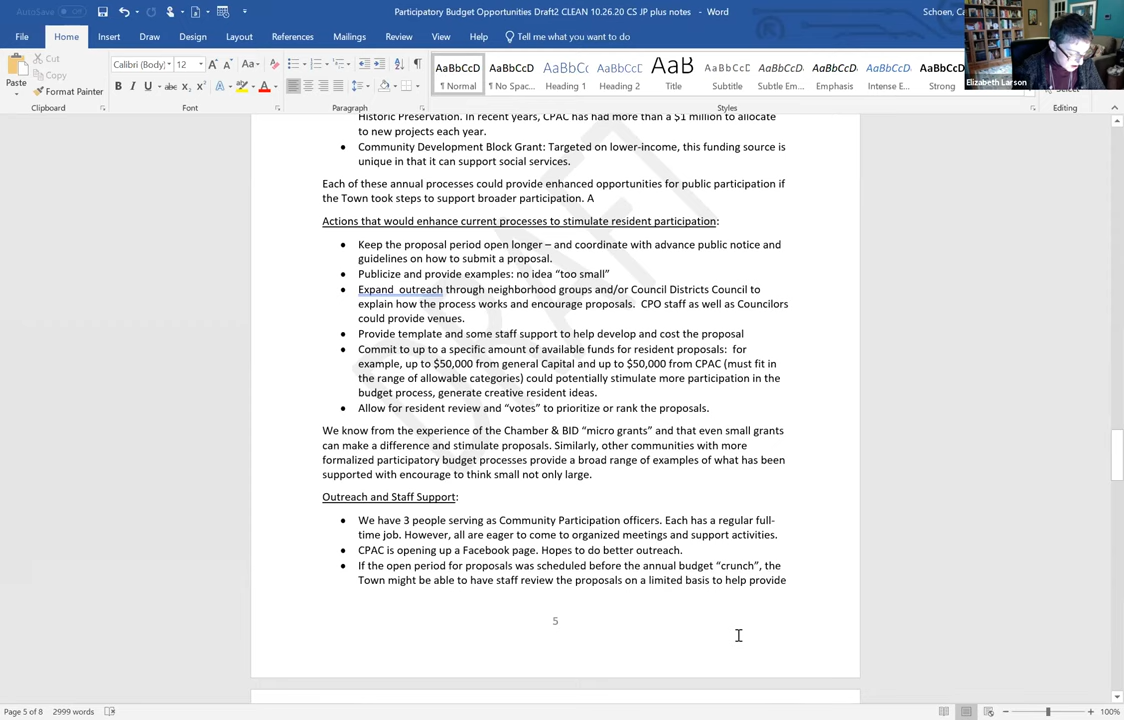 AutoSave Off
Participatory Budget Opportunities Draft2 CLEAN 10.26.20 CS JP plus notes - Word
Schoen, Ca
File Home Insert Draw Design Layout References Mailings Review View Help Tell me what you want to do
Paste
Cut
Copy
Format Painter
Calibri (Body) 12
AaBbCcD AaBbCcD AaBbCc AaBbCcD AaB AaBbCcD AaBbCcD AaBbCcD AaBbCcD AaBbCcD
¶ Normal ¶ No Spac... Heading 1 Heading 2 Title Subtitle Subtle Em... Emphasis Intense E... Strong
Elizabeth Larson
Clipboard Font Paragraph Styles Editing
Historic Preservation. In recent years, CPAC has had more than a $1 million to allocate
to new projects each year.
• Community Development Block Grant: Targeted on lower-income, this funding source is
unique in that it can support social services.
Each of these annual processes could provide enhanced opportunities for public participation if
the Town took steps to support broader participation. A
Actions that would enhance current processes to stimulate resident participation:
• Keep the proposal period open longer – and coordinate with advance public notice and
guidelines on how to submit a proposal.
• Publicize and provide examples: no idea “too small”
• Expand  outreach through neighborhood groups and/or Council Districts Council to
explain how the process works and encourage proposals.  CPO staff as well as Councilors
could provide venues.
• Provide template and some staff support to help develop and cost the proposal
• Commit to up to a specific amount of available funds for resident proposals:  for
example, up to $50,000 from general Capital and up to $50,000 from CPAC (must fit in
the range of allowable categories) could potentially stimulate more participation in the
budget process, generate creative resident ideas.
• Allow for resident review and “votes” to prioritize or rank the proposals.
We know from the experience of the Chamber & BID “micro grants” and that even small grants
can make a difference and stimulate proposals. Similarly, other communities with more
formalized participatory budget processes provide a broad range of examples of what has been
supported with encourage to think small not only large.
Outreach and Staff Support:
• We have 3 people serving as Community Participation officers. Each has a regular full-
time job. However, all are eager to come to organized meetings and support activities.
• CPAC is opening up a Facebook page. Hopes to do better outreach.
• If the open period for proposals was scheduled before the annual budget “crunch”, the
Town might be able to have staff review the proposals on a limited basis to help provide
5
DRAFT
Page 5 of 8 2999 words
100%